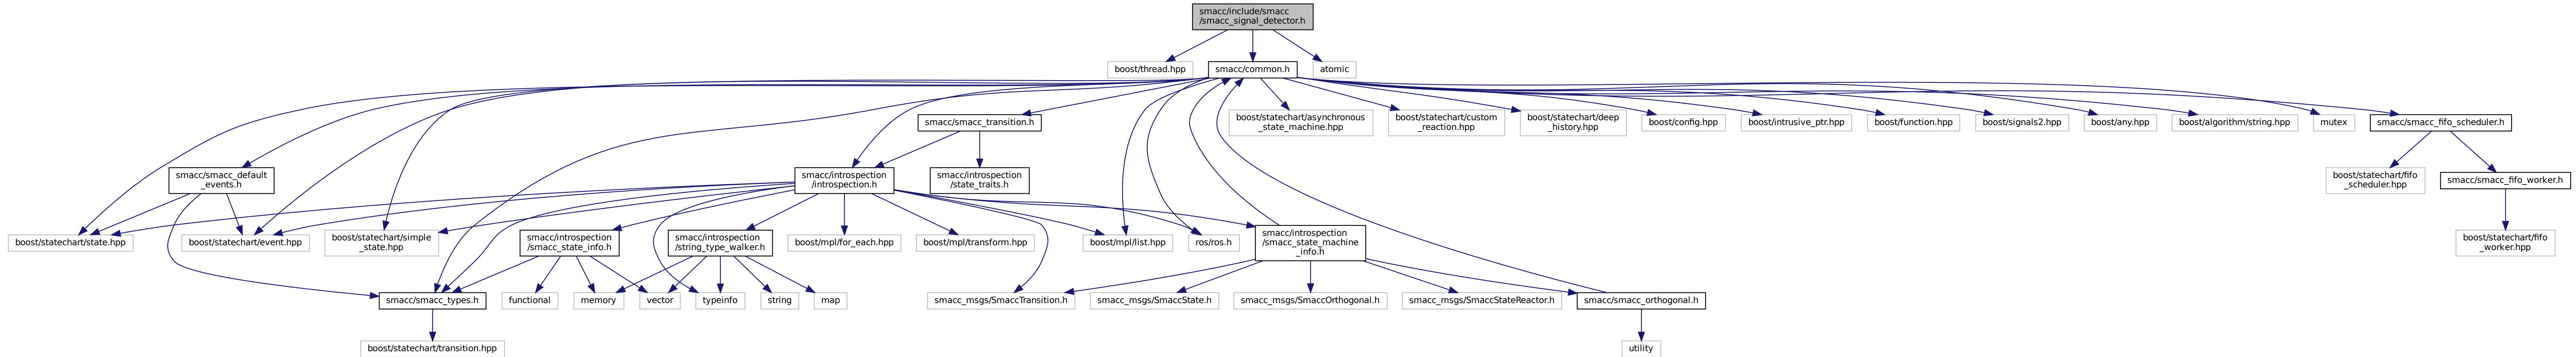 smacc/include/smacc
/smacc_signal_detector.h
boost/thread.hpp
smacc/common.h
atomic
smacc/smacc_transition.h
boost/statechart/asynchronous
_state_machine.hpp
boost/statechart/custom
_reaction.hpp
boost/statechart/deep
_history.hpp
boost/config.hpp
boost/intrusive_ptr.hpp
boost/function.hpp
boost/signals2.hpp
boost/any.hpp
boost/algorithm/string.hpp
mutex
smacc/smacc_fifo_scheduler.h
smacc/smacc_default
_events.h
smacc/introspection
/introspection.h
smacc/introspection
/state_traits.h
boost/statechart/fifo
_scheduler.hpp
smacc/smacc_fifo_worker.h
boost/statechart/state.hpp
boost/statechart/event.hpp
boost/statechart/simple
_state.hpp
smacc/introspection
/smacc_state_info.h
smacc/introspection
/string_type_walker.h
boost/mpl/for_each.hpp
boost/mpl/transform.hpp
boost/mpl/list.hpp
ros/ros.h
smacc/introspection
/smacc_state_machine
_info.h
boost/statechart/fifo
_worker.hpp
smacc/smacc_types.h
functional
memory
vector
typeinfo
string
map
smacc_msgs/SmaccTransition.h
smacc_msgs/SmaccState.h
smacc_msgs/SmaccOrthogonal.h
smacc_msgs/SmaccStateReactor.h
smacc/smacc_orthogonal.h
boost/statechart/transition.hpp
utility